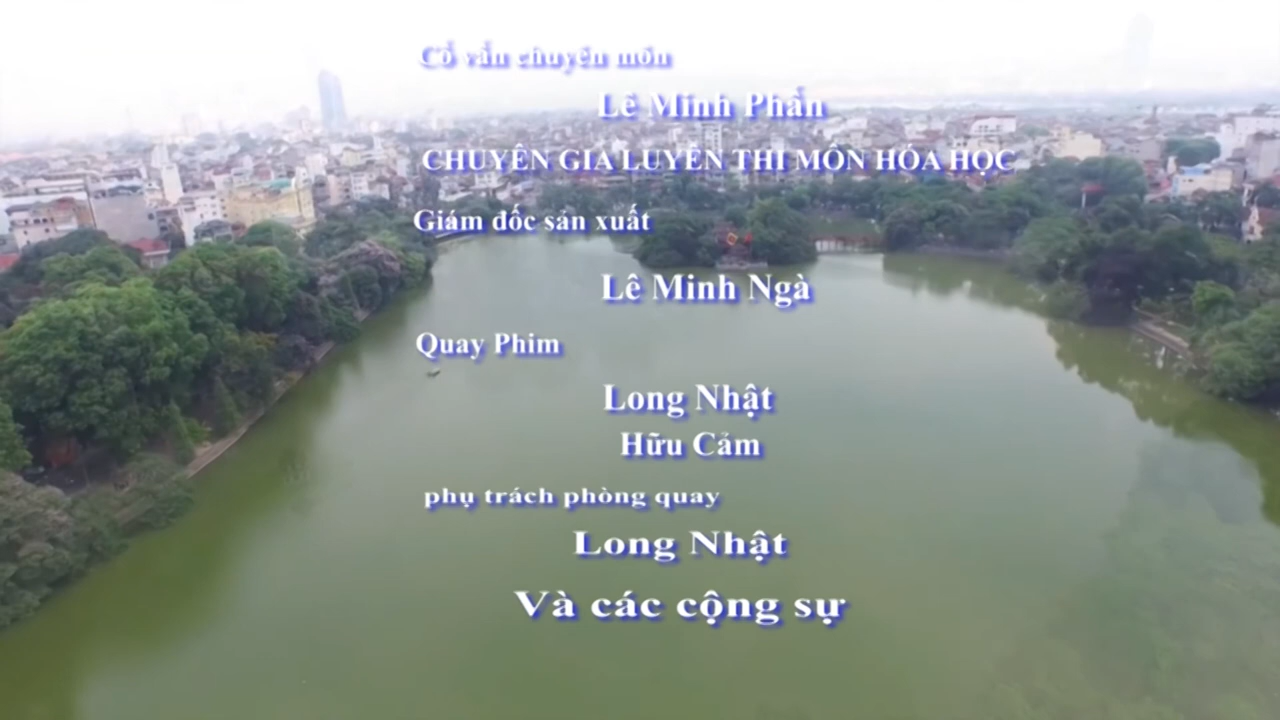 Cố vấn chuyên môn
Lê Minh Phấn
CHUYÊN GIA LUYÊN THI MÔN HÓA HỌC
Giám đốc sản xuất
Lê Minh Ngà
Quay Phim
Long Nhật
Hữu Cảm
phụ trách phòng quay
Long Nhật
Và các cộng sự